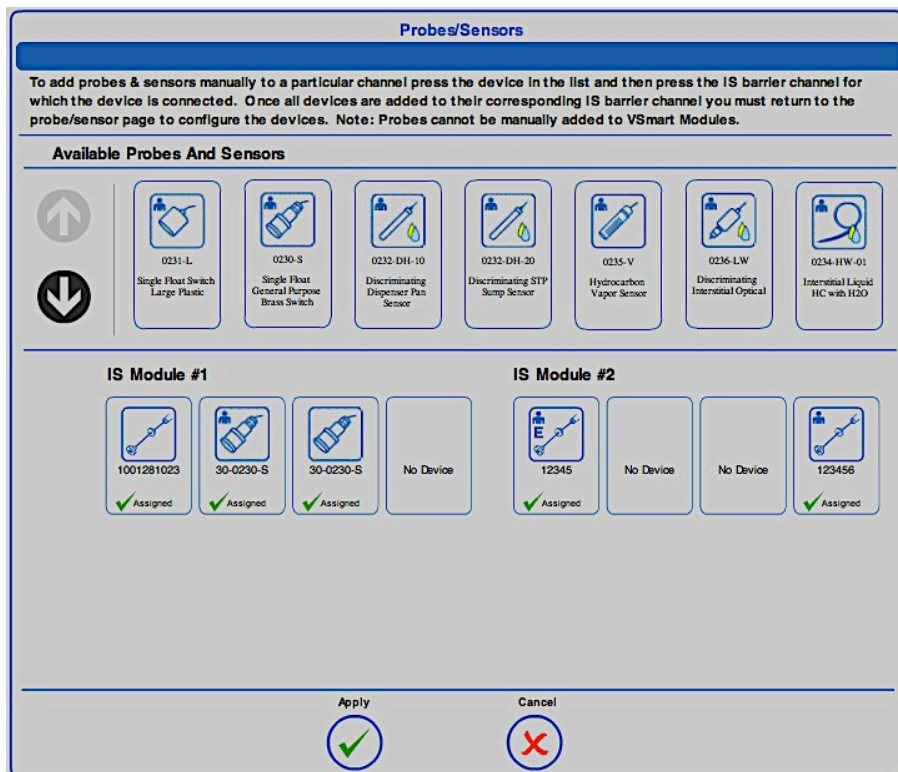 Probes/Sensors
To add probes & sensors manually to a particular channel press the device in the list and then press the IS barrier channel for
which the device is connected. Once all devices are added to their corresponding IS barrier channel you must return to the
probe/sensor page to configure the devices. Note: Probes cannot be manually added to VSmart Modules.
Available Probes And Sensors
0231-L
Single Float Switch
Large Plastic
0230-S
Single Float
General Purpose
Brass Switch
0232-DH-10
Discriminating
Dispenser Pan
Sensor
0232-DH-20
Discriminating STP
Sump Sensor
0235-V
Hydrocarbon
Vapor Sensor
0236-LW
Discriminating
Interstitial Optical
0234-HW-01
Interstitial Liquid
HC with H2O
IS Module #1
1001281023
Assigned
30-0230-S
Assigned
30-0230-S
Assigned
No Device
IS Module #2
E
12345
Assigned
No Device
No Device
123456
Assigned
Apply
Cancel